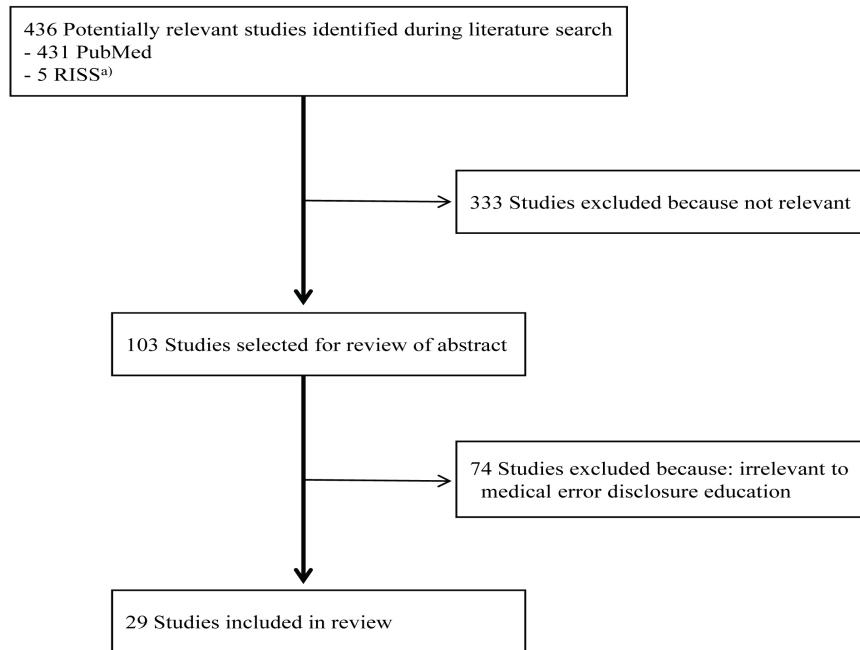 436 Potentially relevant studies identified during literature search
- 431 PubMed
- 5 RISSa)
333 Studies excluded because not relevant
103 Studies selected for review of abstract
74 Studies excluded because: irrelevant to
medical error disclosure education
29 Studies included in review